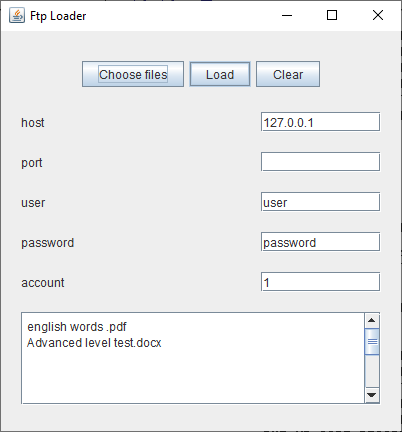 Ftp Loader
Choose files Load Clear
host 127.0.0.1
port
user user
password password
account 1
english words .pdf
Advanced level test.docx